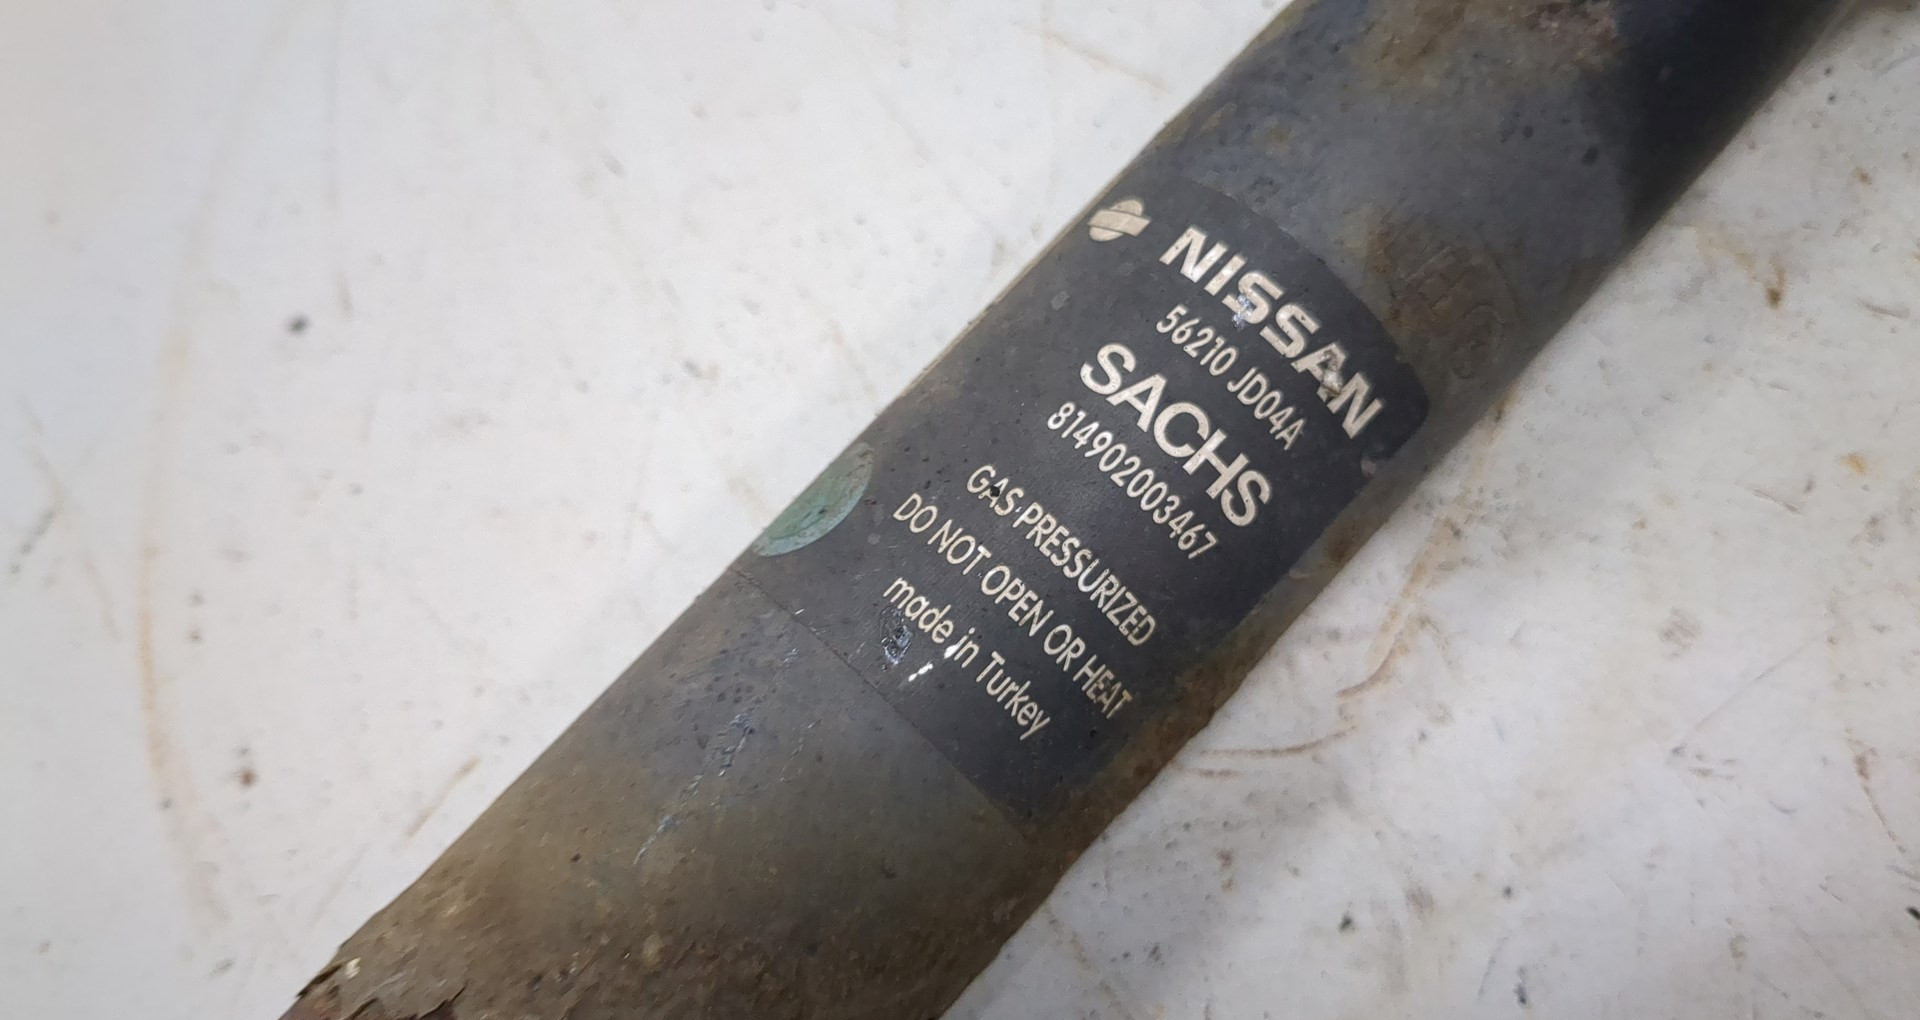 NISSAN
56210 JD04A
SACHS
814902003467
GAS PRESSURIZED
DO NOT OPEN OR HEAT
made in Turkey